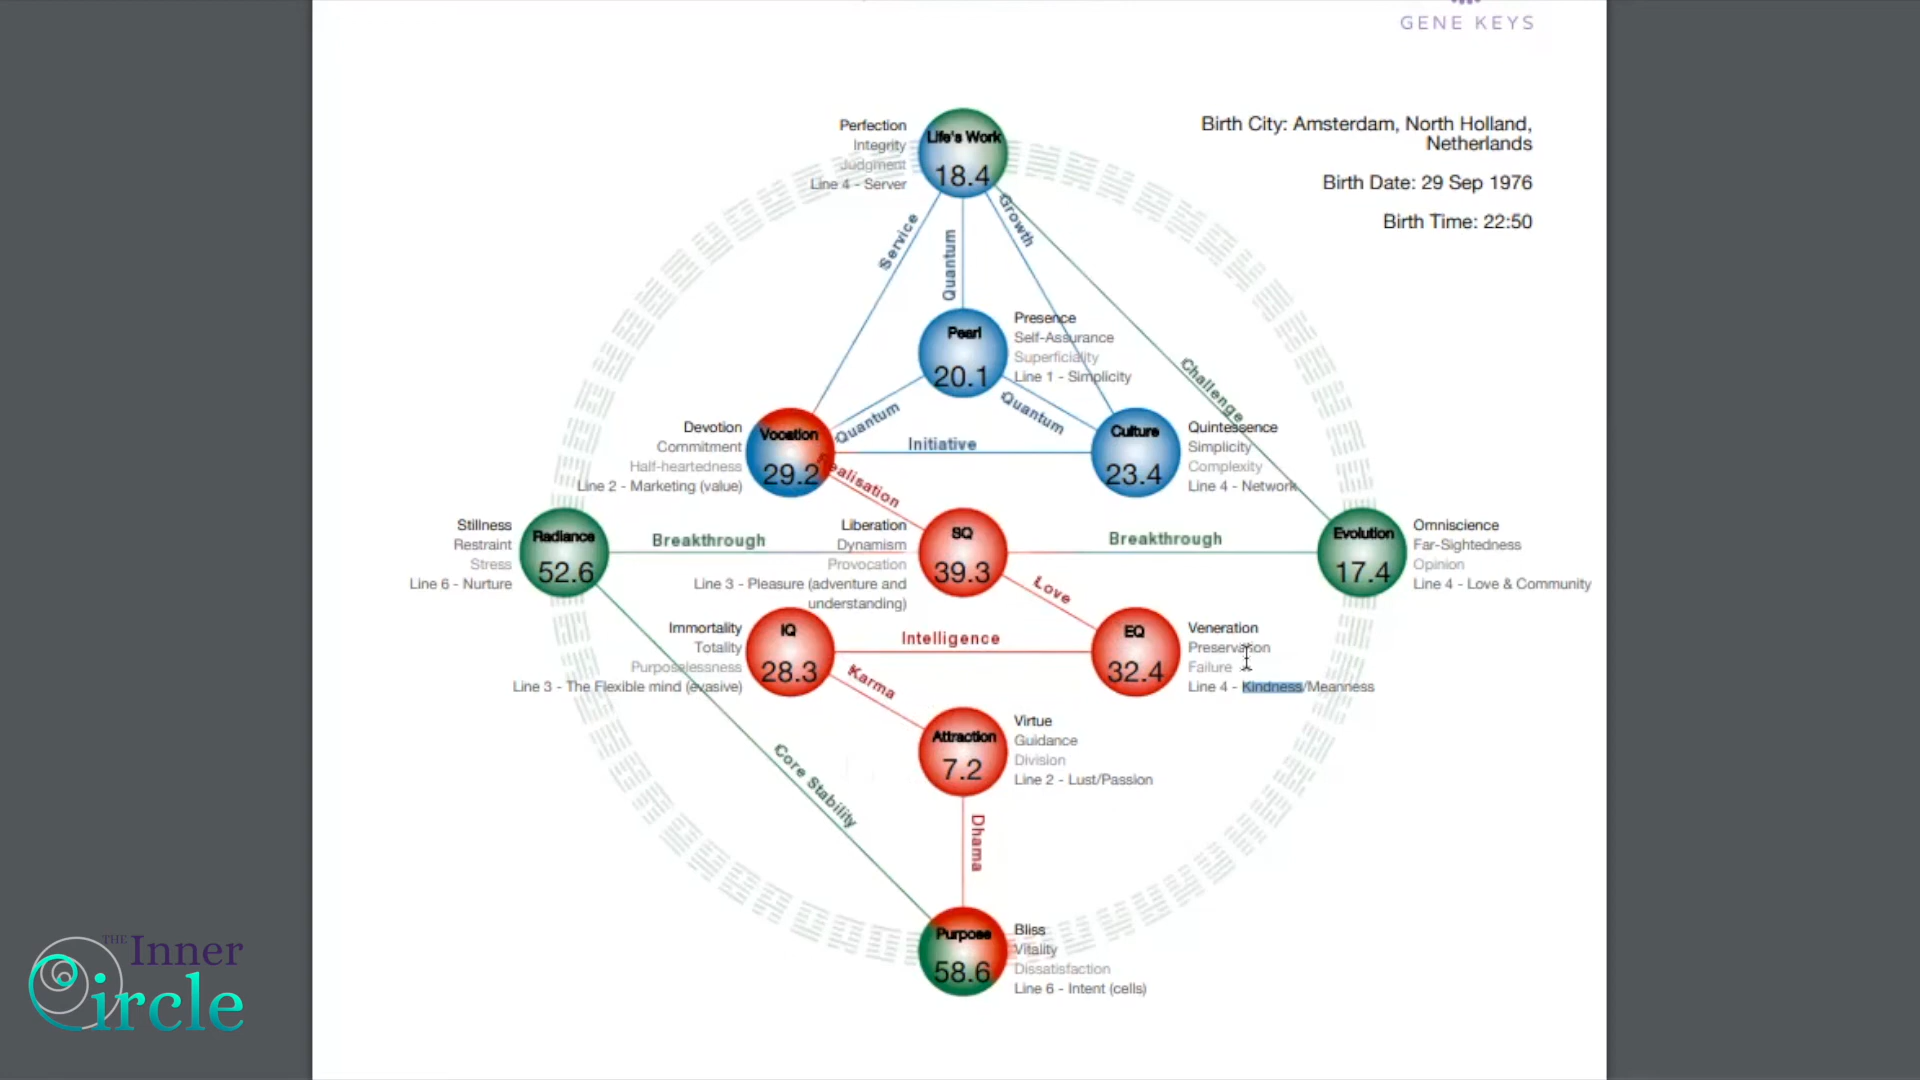 GENE KEYS
Birth City: Amsterdam, North Holland,
Netherlands
Birth Date: 29 Sep 1976
Birth Time: 22:50
Perfection
Integrity
Judgment
Line 4 - Server
Life's Work
18.4
Service
Quantum
Growth
Challenge
Pearl
20.1
Presence
Self-Assurance
Superficiality
Line 1 - Simplicity
Quantum
Quantum
Devotion
Commitment
Half-heartedness
Line 2 - Marketing (value)
Vocation
29.2
Initiative
Culture
23.4
Quintessence
Simplicity
Complexity
Line 4 - Network
Realisation
Stillness
Restraint
Stress
Line 6 - Nurture
Radiance
52.6
Breakthrough
Liberation
Dynamism
Provocation
Line 3 - Pleasure (adventure and
understanding)
SQ
39.3
Breakthrough
Evolution
17.4
Omniscience
Far-Sightedness
Opinion
Line 4 - Love & Community
Love
Immortality
Totality
Purposelessness
Line 3 - The Flexible mind (evasive)
IQ
28.3
Intelligence
EQ
32.4
Veneration
Preservation
Failure
Line 4 - Kindness/Meanness
Karma
Attraction
7.2
Virtue
Guidance
Division
Line 2 - Lust/Passion
Core Stability
Dhama
Purpose
58.6
Bliss
Vitality
Dissatisfaction
Line 6 - Intent (cells)
THE Inner
Circle